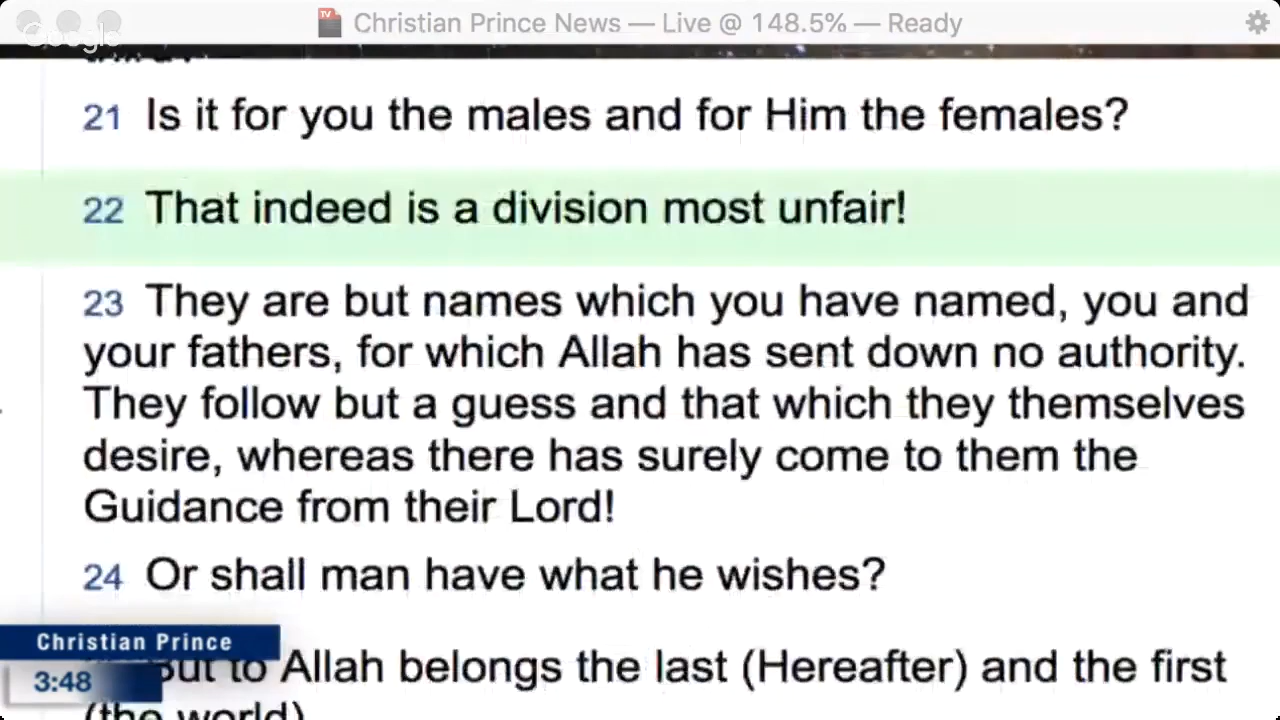 Christian Prince News — Live @ 148.5% — Ready
Google
21 Is it for you the males and for Him the females?
22 That indeed is a division most unfair!
23 They are but names which you have named, you and
your fathers, for which Allah has sent down no authority.
They follow but a guess and that which they themselves
desire, whereas there has surely come to them the
Guidance from their Lord!
24 Or shall man have what he wishes?
Christian Prince
But to Allah belongs the last (Hereafter) and the first
3:48
(the world)